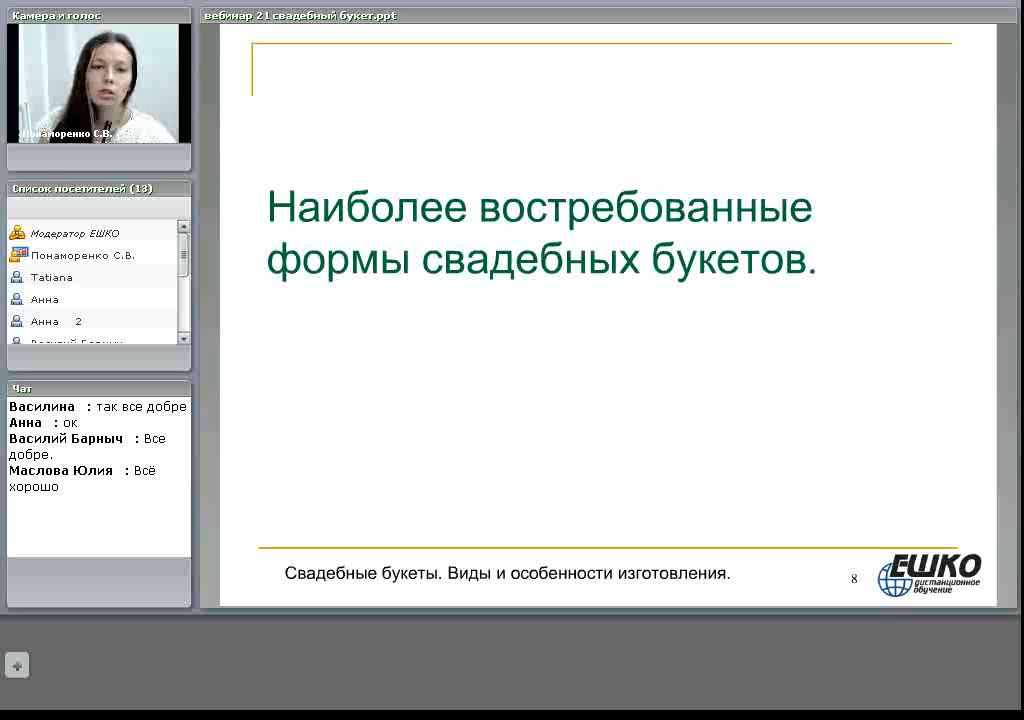 Камера и голос
Понаморенко С.В.
Список посетителей (13)
Модератор ЕШКО
Понаморенко С.В.
Tatiana
Анна
Анна 2
Чат
Василина : так все добре
Анна : ок
Василий Барныч : Все
добре.
Маслова Юлия : Всё
хорошо
вебинар 21 свадебный букет.ppt
Наиболее востребованные
формы свадебных букетов.
Свадебные букеты. Виды и особенности изготовления.
8
ЕШКО
дистанционное
обучение